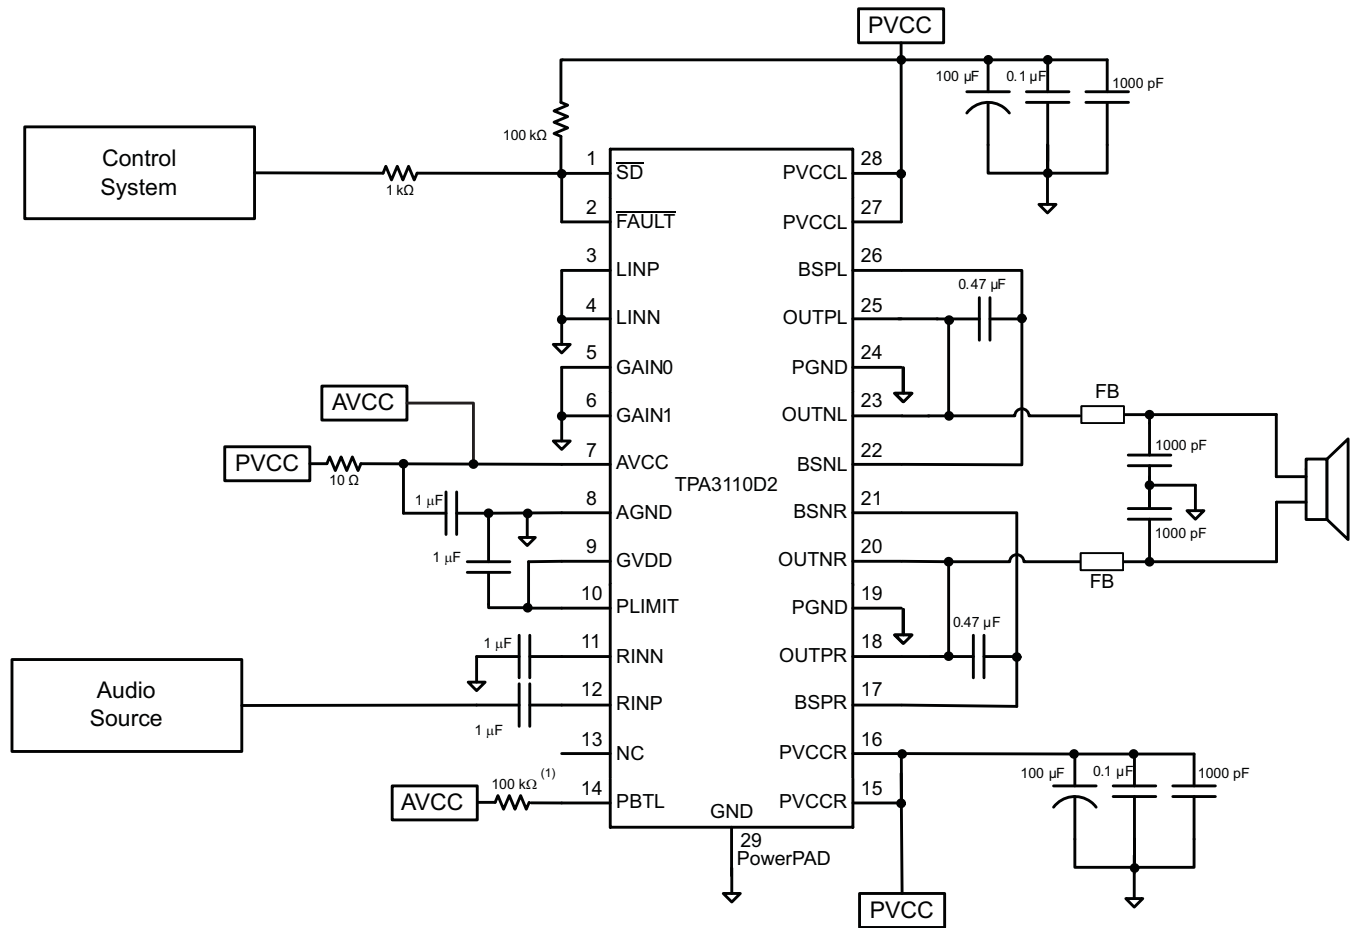 PVCC
100 µF
0.1 µF
1000 pF
100 kΩ
Control
System
1 kΩ
1
SD
2
FAULT
3
LINP
4
LINN
5
GAIN0
6
GAIN1
7
AVCC
8
AGND
9
GVDD
10
PLIMIT
11
RINN
12
RINP
13
NC
14
PBTL
28
PVCCL
27
PVCCL
26
BSPL
25
OUTPL
24
PGND
23
OUTNL
22
BSNL
21
BSNR
20
OUTNR
19
PGND
18
OUTPR
17
BSPR
16
PVCCR
15
PVCCR
TPA3110D2
GND
29
PowerPAD
0.47 µF
FB
1000 pF
1000 pF
FB
0.47 µF
AVCC
PVCC
10 Ω
1 µF
1 µF
1 µF
Audio
Source
1 µF
AVCC
100 kΩ (1)
100 µF
0.1 µF
1000 pF
PVCC